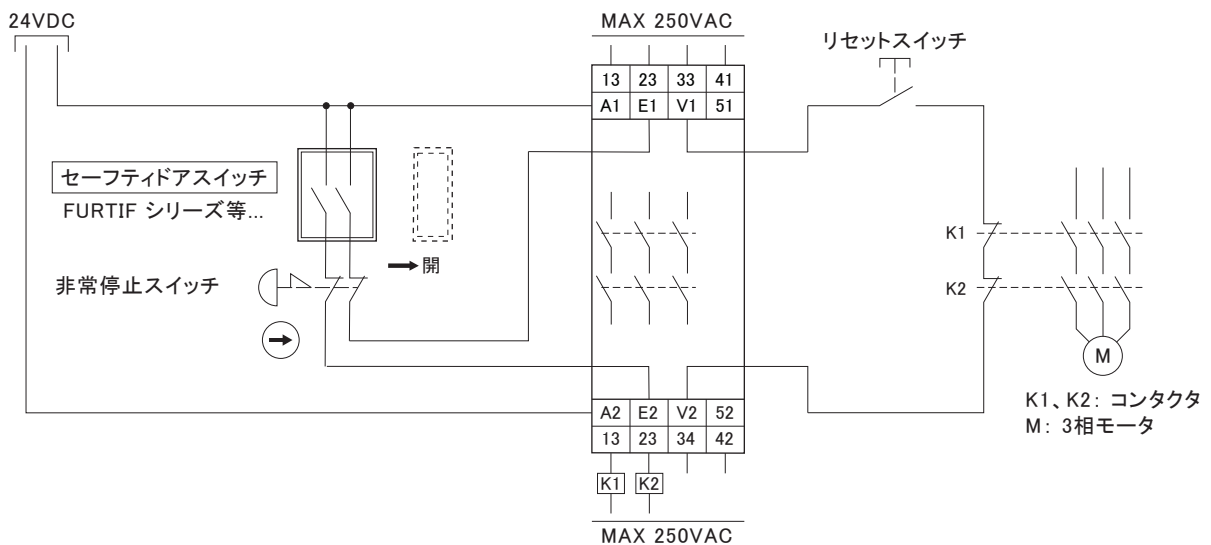 24VDC
MAX 250VAC
リセットスイッチ
13 23 33 41
A1 E1 V1 51
セーフティドアスイッチ
FURTIF シリーズ等...
開
非常停止スイッチ
K1
K2
M
A2 E2 V2 52
13 23 34 42
K1 K2
MAX 250VAC
K1、K2: コンタクタ
M: 3相モータ